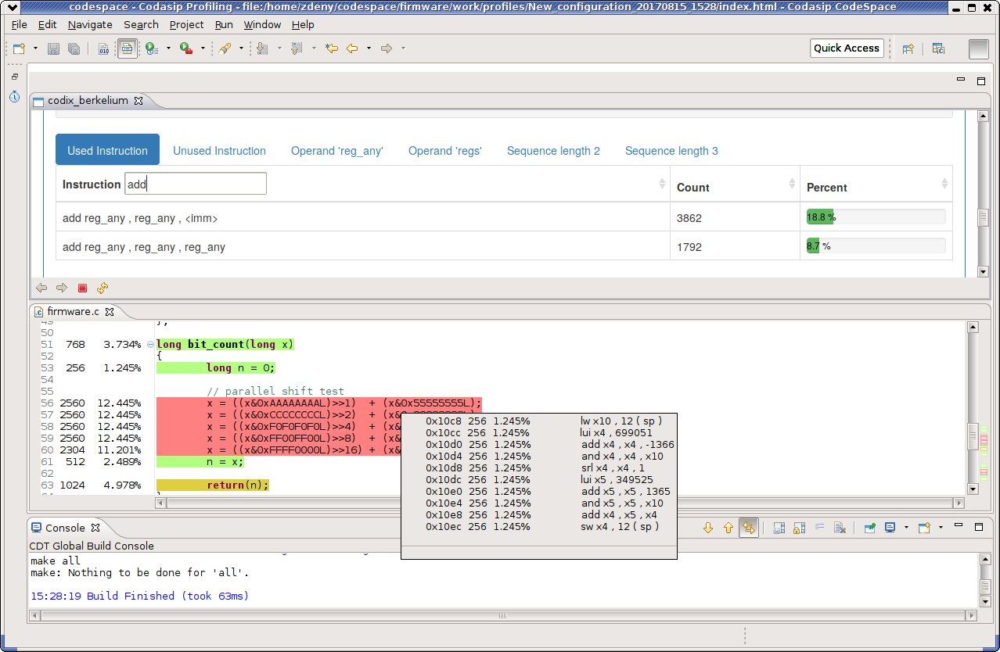 codespace - Codasip Profiling - file:/home/zdeny/codespace/firmware/work/profiles/New_configuration_20170815_1528/index.html - Codasip CodeSpace
File Edit Navigate Search Project Run Window Help
010 Quick Access
codix_berkelium
Used Instruction Unused Instruction Operand 'reg_any' Operand 'regs' Sequence length 2 Sequence length 3
Instruction add Count Percent
add reg_any , reg_any , <imm> 3862 18.8 %
add reg_any , reg_any , reg_any 1792 8.7 %
firmware.c
49 };
50
51 768 3.734% long bit_count(long x)
52 {
53 256 1.245% long n = 0;
54
55 // parallel shift test
56 2560 12.445% x = ((x&0xAAAAAAAAL)>>1) + (x&0x55555555L);
57 2560 12.445% x = ((x&0xCCCCCCCCL)>>2) + (x&
58 2560 12.445% x = ((x&0xF0F0F0F0L)>>4) + (x&
59 2560 12.445% x = ((x&0xFF00FF00L)>>8) + (x&
60 2304 11.201% x = ((x&0xFFFF0000L)>>16) + (x&
61 512 2.489% n = x;
62
63 1024 4.978% return(n);
0x10c8 256 1.245% lw x10 , 12 ( sp )
0x10cc 256 1.245% lui x4 , 699051
0x10d0 256 1.245% add x4 , x4 , -1366
0x10d4 256 1.245% and x4 , x4 , x10
0x10d8 256 1.245% srl x4 , x4 , 1
0x10dc 256 1.245% lui x5 , 349525
0x10e0 256 1.245% add x5 , x5 , 1365
0x10e4 256 1.245% and x5 , x5 , x10
0x10e8 256 1.245% add x4 , x5 , x4
0x10ec 256 1.245% sw x4 , 12 ( sp )
Console
CDT Global Build Console
make all
make: Nothing to be done for 'all'.
15:28:19 Build Finished (took 63ms)